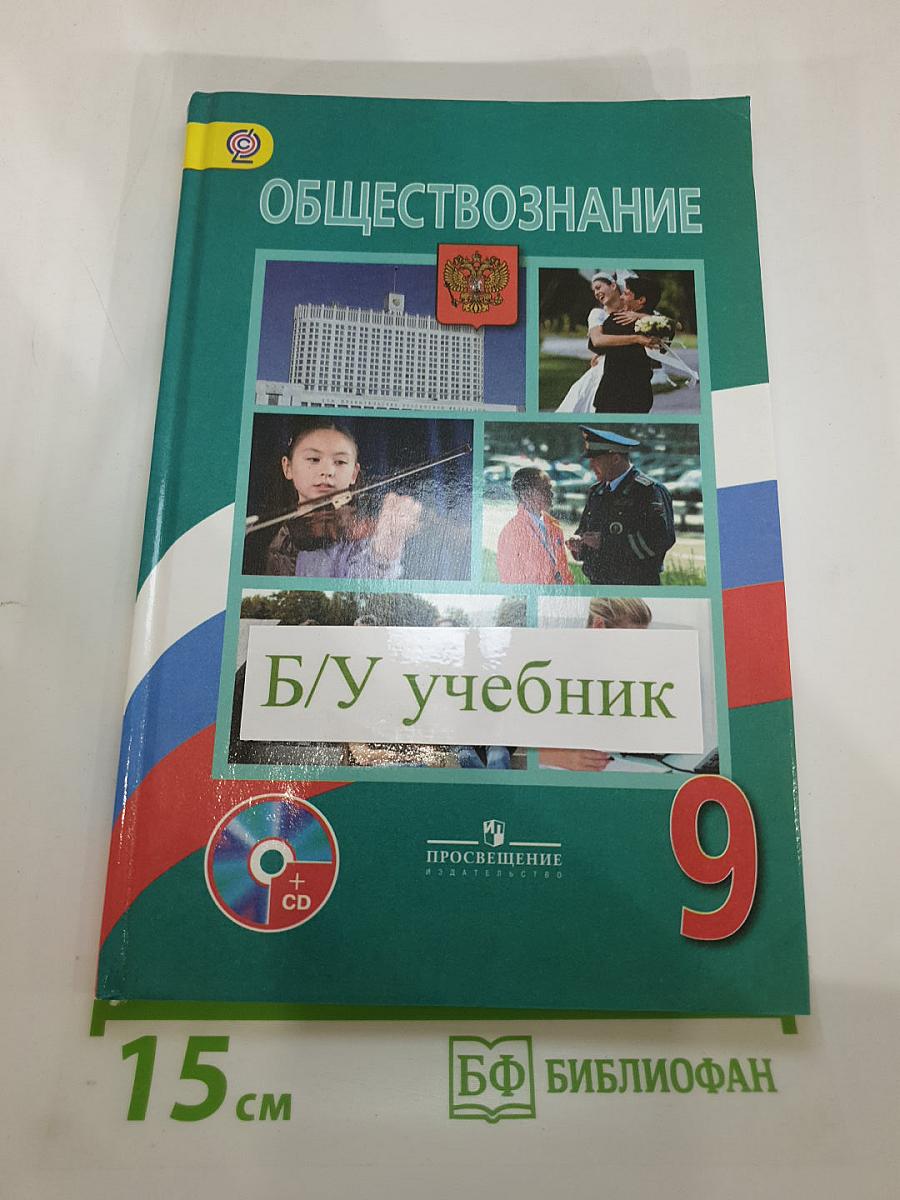 ОБЩЕСТВОЗНАНИЕ
Б/У учебник
9
+
CD
ПРОСВЕЩЕНИЕ
ИЗДАТЕЛЬСТВО
15 см
БФ БИБЛИОФАН